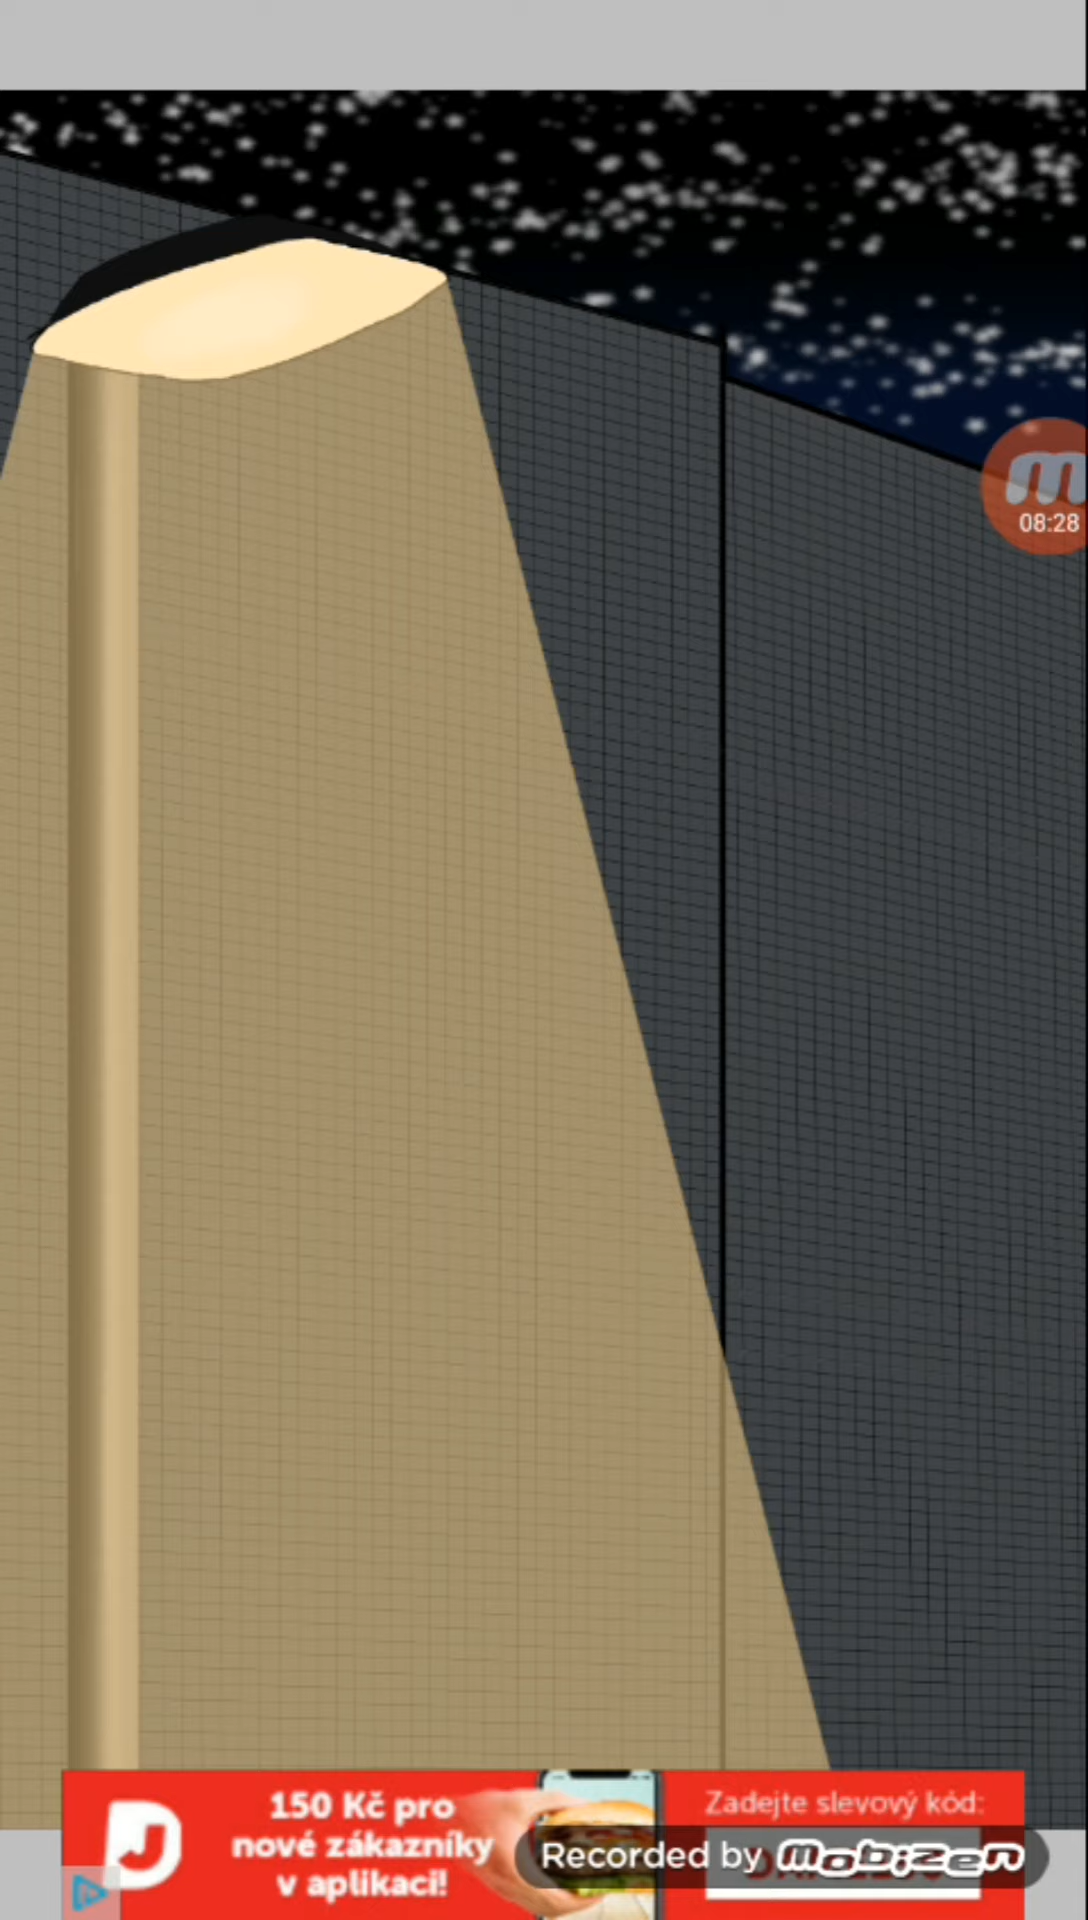 08:28
150 Kč pro
nové zákazníky
v aplikaci!
Zadejte slevový kód:
Recorded by mobizen